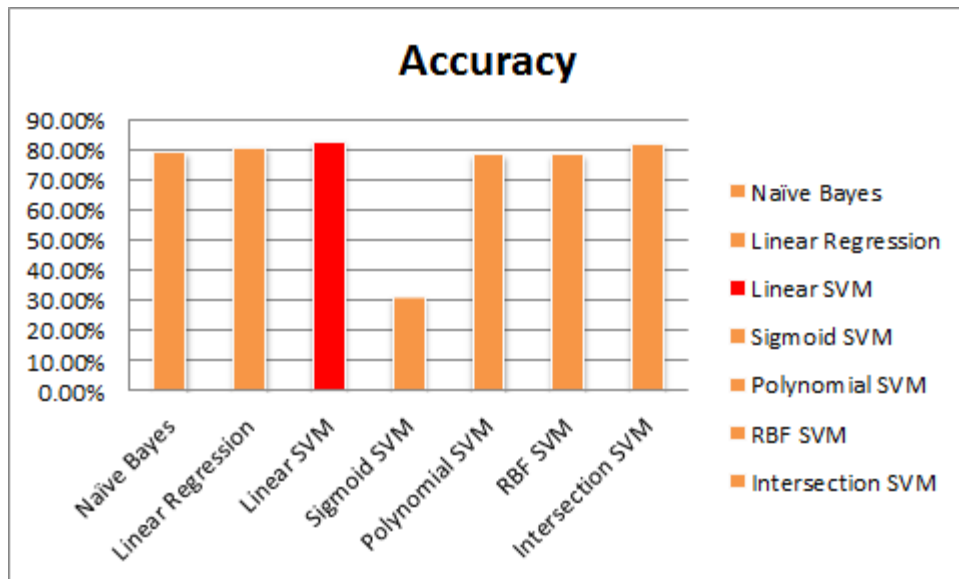 Accuracy
90.00%
80.00%
70.00%
60.00%
50.00%
40.00%
30.00%
20.00%
10.00%
0.00%
Naïve Bayes
Linear Regression
Linear SVM
Sigmoid SVM
Polynomial SVM
RBF SVM
Intersection SVM
Naïve Bayes
Linear Regression
Linear SVM
Sigmoid SVM
Polynomial SVM
RBF SVM
Intersection SVM